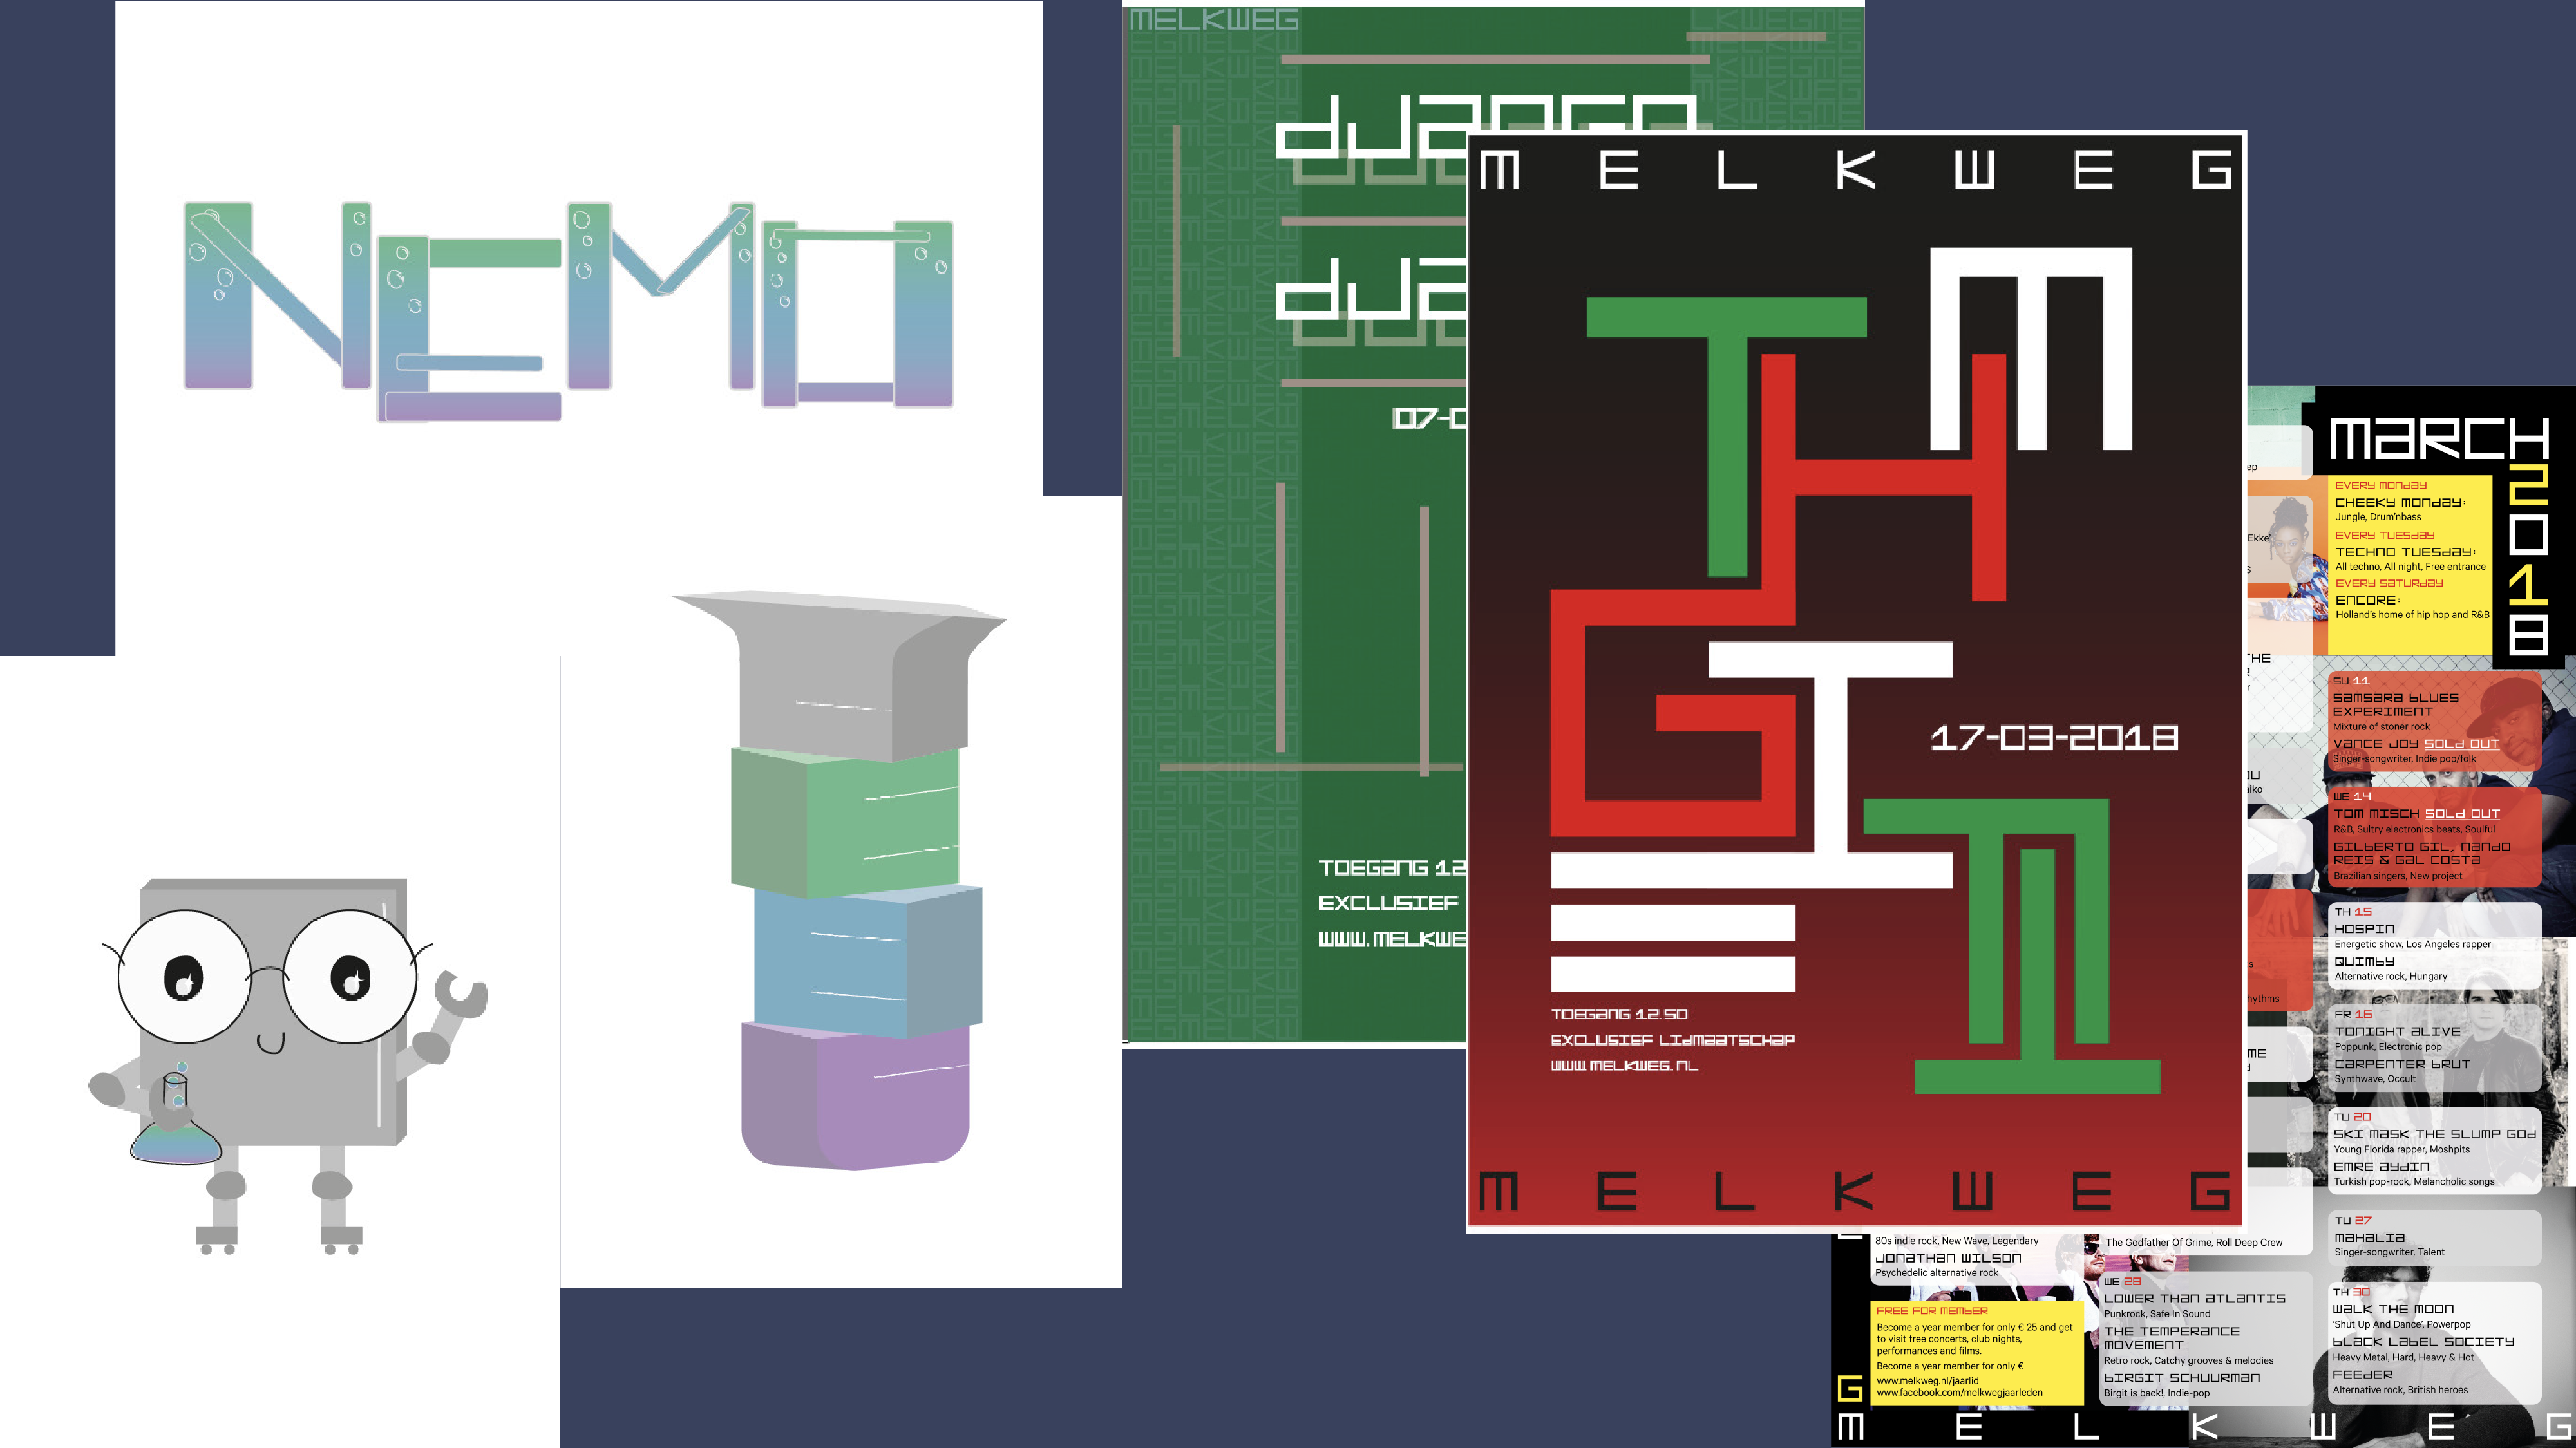 NEMO
MELKWEG
DJANGO
07-0
TOEGANG 12
EXCLUSIEF
WWW.MELKWE
MELKWEG
T M
H
G I
17-03-2018
TOEGANG 12.50
EXCLUSIEF LIDMAATSCHAP
WWW.MELKWEG.NL
MELKWEG
ep
Ekke'
THE
hythms
80s indie rock, New Wave, Legendary
JONATHAN WILSON
Psychedelic alternative rock
FREE FOR MEMBER
Become a year member for only € 25 and get
to visit free concerts, club nights,
performances and films.
Become a year member for only €
www.melkweg.nl/jaarlid
www.facebook.com/melkwegjaarleden
The Godfather Of Grime, Roll Deep Crew
WE 28
LOWER THAN ATLANTIS
Punkrock, Safe In Sound
THE TEMPERANCE
MOVEMENT
Retro rock, Catchy grooves & melodies
BIRGIT SCHUURMAN
Birgit is back!, Indie-pop
MARCH
2018
EVERY MONDAY
CHEEKY MONDAY:
Jungle, Drum'nbass
EVERY TUESDAY
TECHNO TUESDAY:
All techno, All night, Free entrance
EVERY SATURDAY
ENCORE:
Holland's home of hip hop and R&B
SU 11
SAMSARA BLUES
EXPERIMENT
Mixture of stoner rock
VANCE JOY SOLD OUT
Singer-songwriter, Indie pop/folk
WE 14
TOM MISCH SOLD OUT
R&B, Sultry electronics beats, Soulful
GILBERTO GIL, NANDO
REIS & GAL COSTA
Brazilian singers, New project
TH 15
HOSPIN
Energetic show, Los Angeles rapper
QUIMBY
Alternative rock, Hungary
FR 16
TONIGHT ALIVE
Poppunk, Electronic pop
CARPENTER BRUT
Synthwave, Occult
TU 20
SKI MASK THE SLUMP GOD
Young Florida rapper, Moshpits
EMRE AYDIN
Turkish pop-rock, Melancholic songs
TU 27
MAHALIA
Singer-songwriter, Talent
TH 30
WALK THE MOON
'Shut Up And Dance', Powerpop
BLACK LABEL SOCIETY
Heavy Metal, Hard, Heavy & Hot
FEEDER
Alternative rock, British heroes
G
MELKWEG